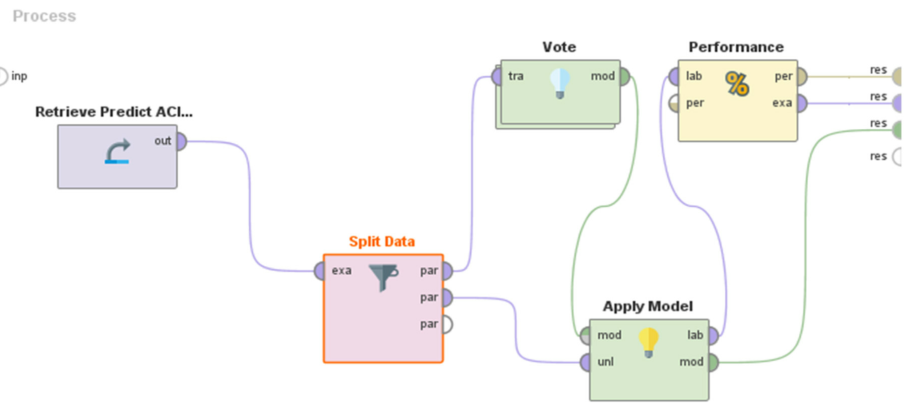 Process
inp
Retrieve Predict ACI...
out
Split Data
exa
par
par
par
Vote
tra
mod
Apply Model
mod
unl
lab
mod
Performance
%
lab
per
per
exa
res
res
res
res